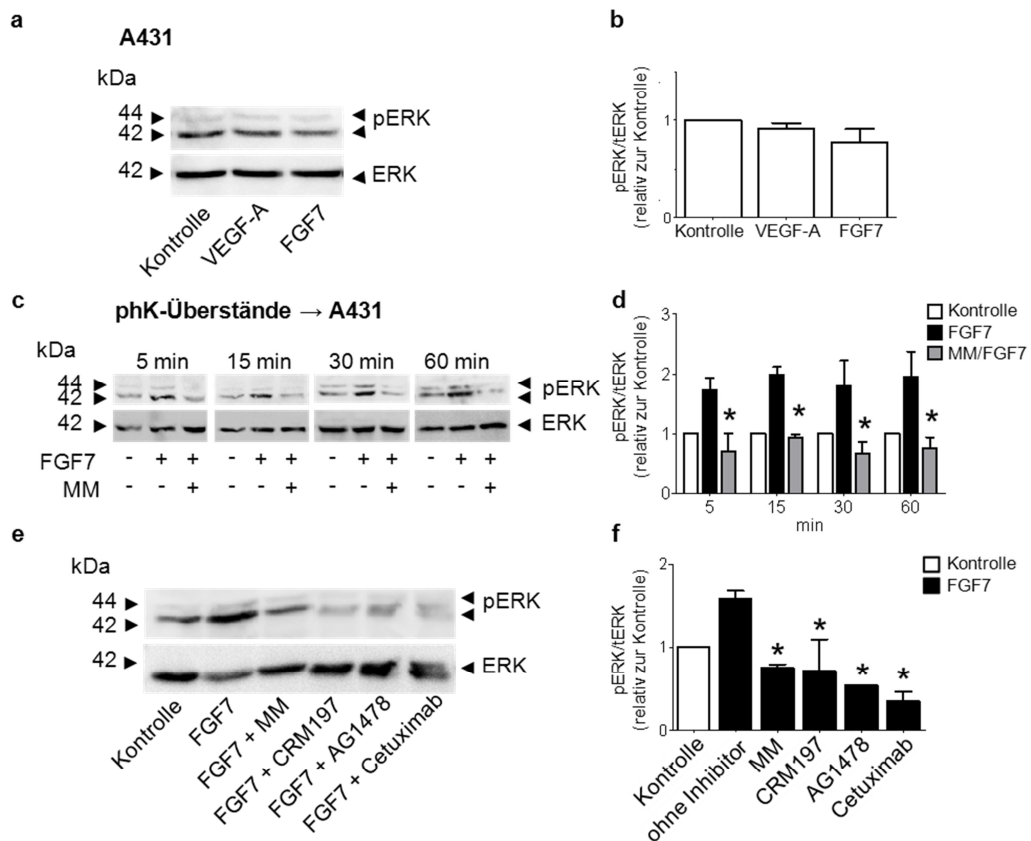 a
A431
kDa
44
42
pERK
42
ERK
Kontrolle
VEGF-A
FGF7
b
pERK/tERK
(relativ zur Kontrolle)
1
0
Kontrolle VEGF-A FGF7
c
phK-Überstände → A431
kDa
5 min 15 min 30 min 60 min
44
42
pERK
42
ERK
FGF7 - + + - + + - + + - + +
MM - - + - - + - - + - - +
d
pERK/tERK
(relativ zur Kontrolle)
3
2
1
0
* * * *
5 15 30 60
min
Kontrolle
FGF7
MM/FGF7
e
kDa
44
42
pERK
42
ERK
Kontrolle
FGF7
FGF7 + MM
FGF7 + CRM197
FGF7 + AG1478
FGF7 + Cetuximab
f
pERK/tERK
(relativ zur Kontrolle)
2
1
0
* * * *
Kontrolle
ohne Inhibitor
MM
CRM197
AG1478
Cetuximab
Kontrolle
FGF7